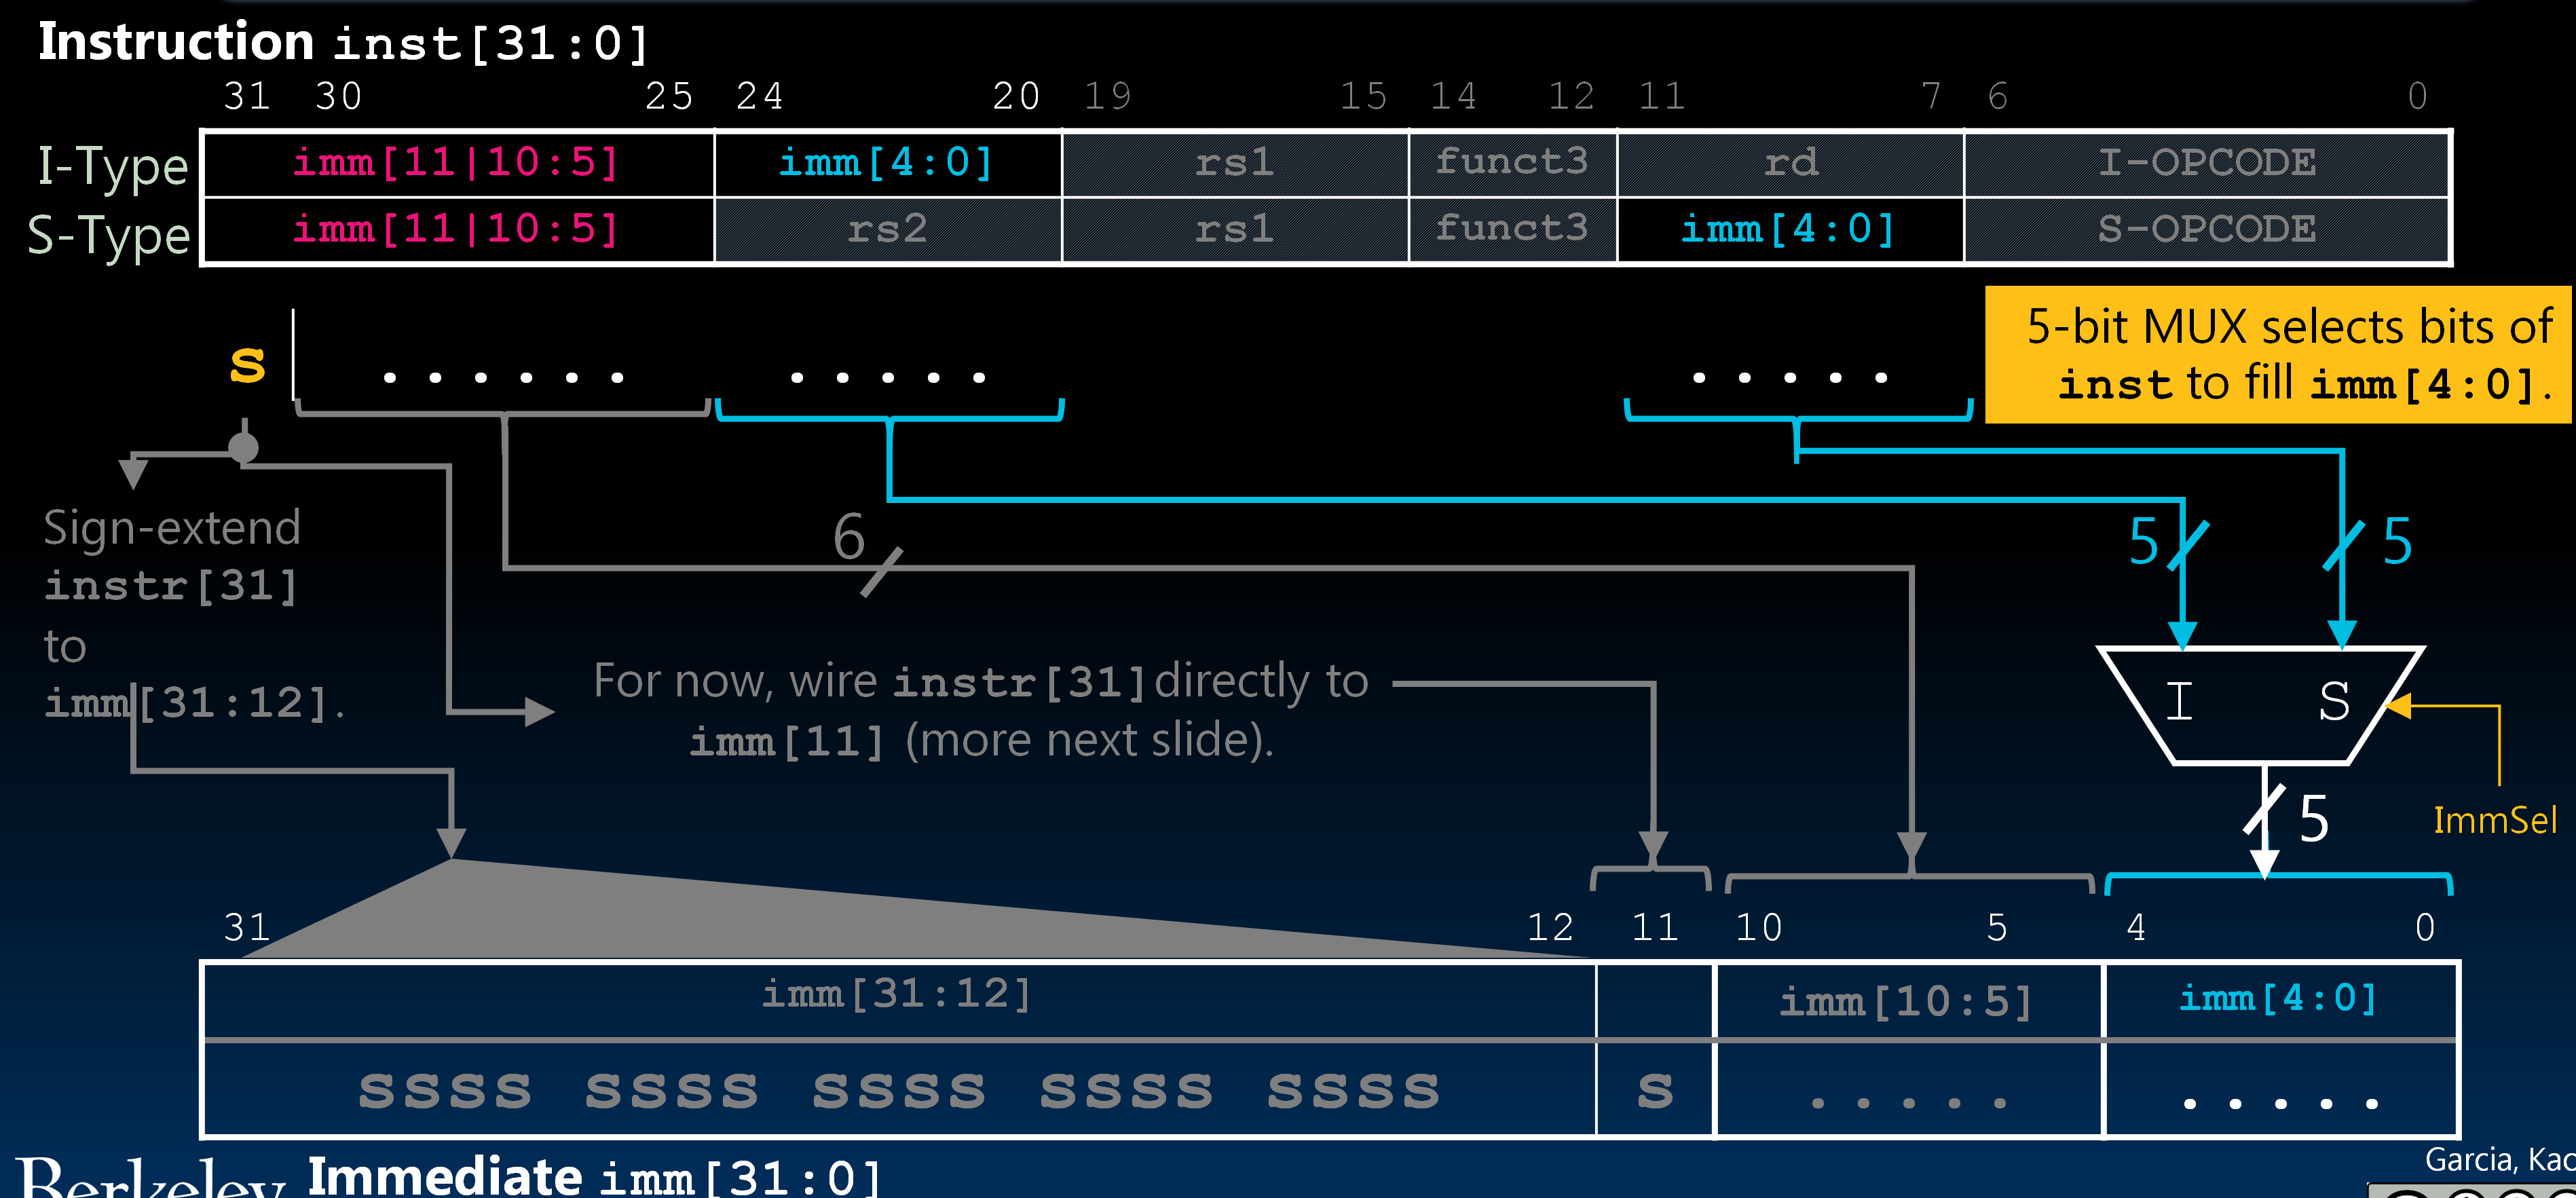 Instruction inst[31:0]
31 30 25 24 20 19 15 14 12 11 7 6 0
I-Type imm[11|10:5] imm[4:0] rs1 funct3 rd I-OPCODE
S-Type imm[11|10:5] rs2 rs1 funct3 imm[4:0] S-OPCODE
5-bit MUX selects bits of
inst to fill imm[4:0].
s . . . . . . . . . . . . . . . .
Sign-extend
instr[31]
to
imm[31:12].
6
5 5
For now, wire instr[31] directly to
imm[11] (more next slide).
I S
5
ImmSel
31 12 11 10 5 4 0
imm[31:12] imm[10:5] imm[4:0]
ssss ssss ssss ssss ssss s . . . . . . . . . .
Berkeley Immediate imm[31:0]
Garcia,